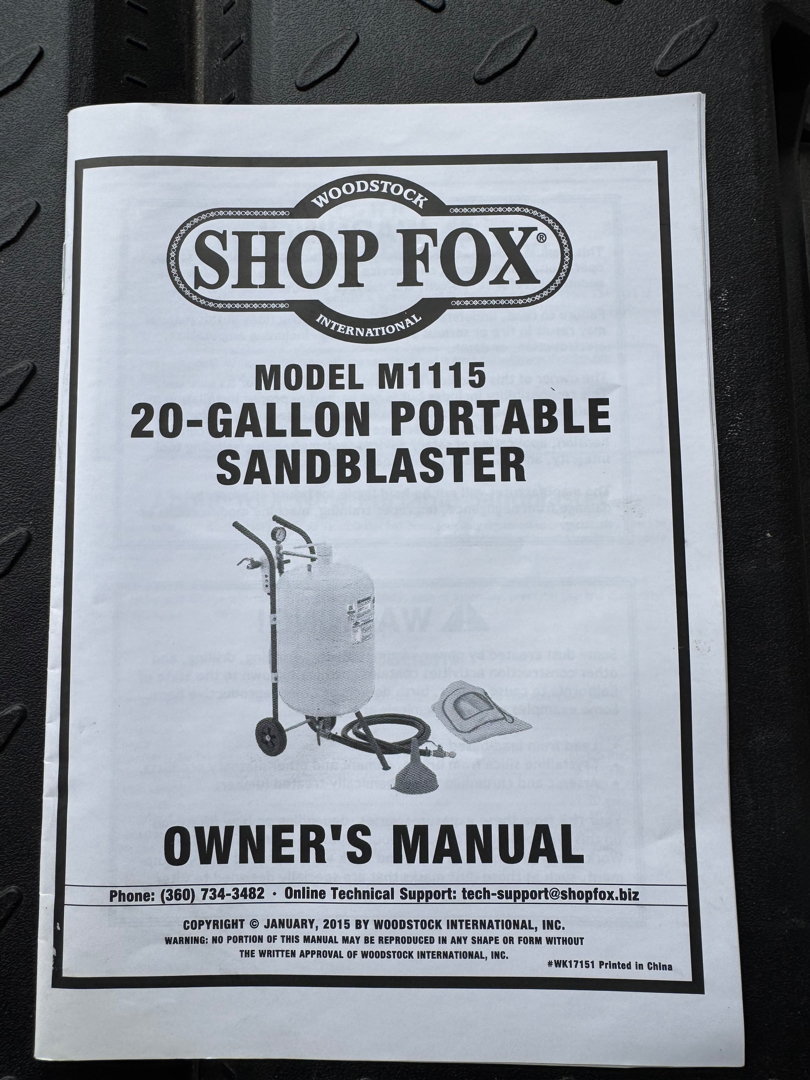 WOODSTOCK
SHOP FOX®
INTERNATIONAL
MODEL M1115
20-GALLON PORTABLE
SANDBLASTER
OWNER'S MANUAL
Phone: (360) 734-3482 · Online Technical Support: tech-support@shopfox.biz
COPYRIGHT © JANUARY, 2015 BY WOODSTOCK INTERNATIONAL, INC.
WARNING: NO PORTION OF THIS MANUAL MAY BE REPRODUCED IN ANY SHAPE OR FORM WITHOUT
THE WRITTEN APPROVAL OF WOODSTOCK INTERNATIONAL, INC.
#WK17151 Printed in China